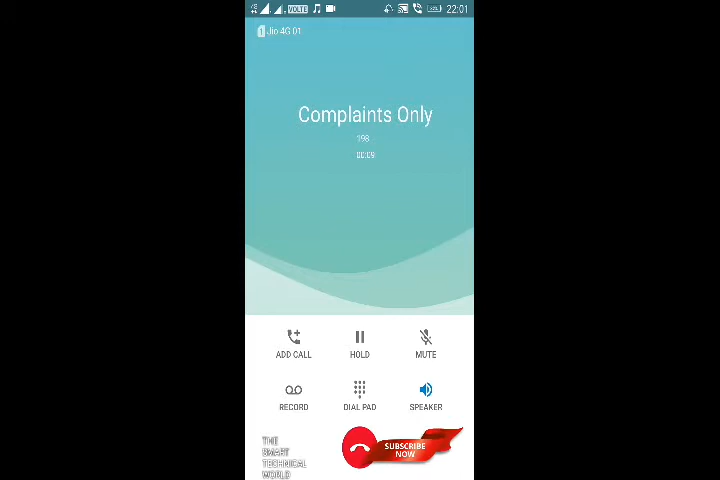 VOLTE 22:01
Jio 4G 01
Complaints Only
198
00:09
ADD CALL HOLD MUTE
RECORD DIAL PAD SPEAKER
THE
SMART
TECHNICAL
WORLD
SUBSCRIBE
NOW